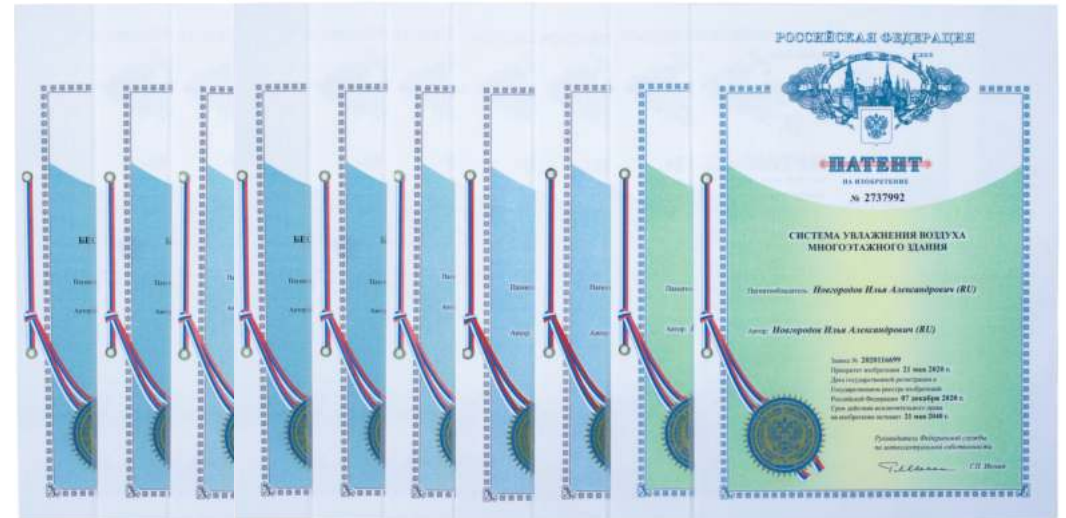 РОССИЙСКАЯ ФЕДЕРАЦИЯ
ПАТЕНТ
НА ИЗОБРЕТЕНИЕ
№ 2737992
СИСТЕМА УВЛАЖНЕНИЯ ВОЗДУХА
МНОГОЭТАЖНОГО ЗДАНИЯ
Патентообладатель: Новгородов Илья Александрович (RU)
Автор: Новгородов Илья Александрович (RU)
Заявка № 2020116699
Приоритет изобретения 21 мая 2020 г.
Дата государственной регистрации в
Государственном реестре изобретений
Российской Федерации 07 декабря 2020 г.
Срок действия исключительного права
на изобретение истекает 21 мая 2040 г.
Руководитель Федеральной службы
по интеллектуальной собственности
Г.П. Ивлиев